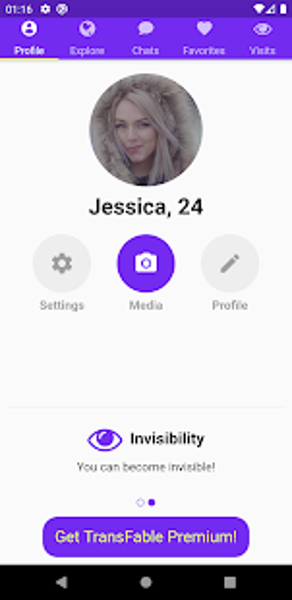 01:16
Profile Explore Chats Favorites Visits
Jessica, 24
Settings Media Profile
Invisibility
You can become invisible!
Get TransFable Premium!